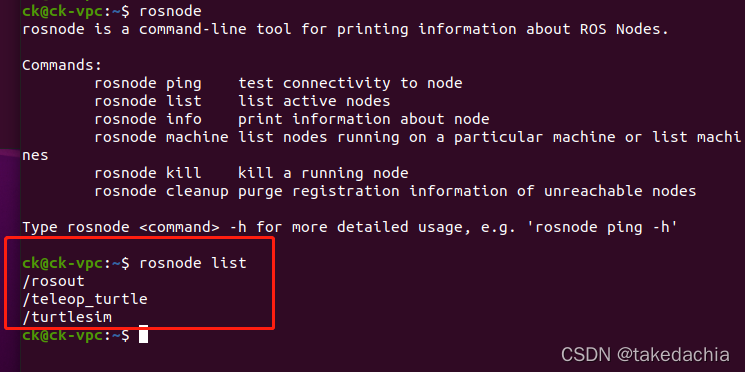 ck@ck-vpc:~$ rosnode
rosnode is a command-line tool for printing information about ROS Nodes.
Commands:
rosnode ping    test connectivity to node
rosnode list    list active nodes
rosnode info    print information about node
rosnode machine list nodes running on a particular machine or list machi
nes
rosnode kill    kill a running node
rosnode cleanup purge registration information of unreachable nodes
Type rosnode <command> -h for more detailed usage, e.g. 'rosnode ping -h'
ck@ck-vpc:~$ rosnode list
/rosout
/teleop_turtle
/turtlesim
ck@ck-vpc:~$
CSDN @takedachia